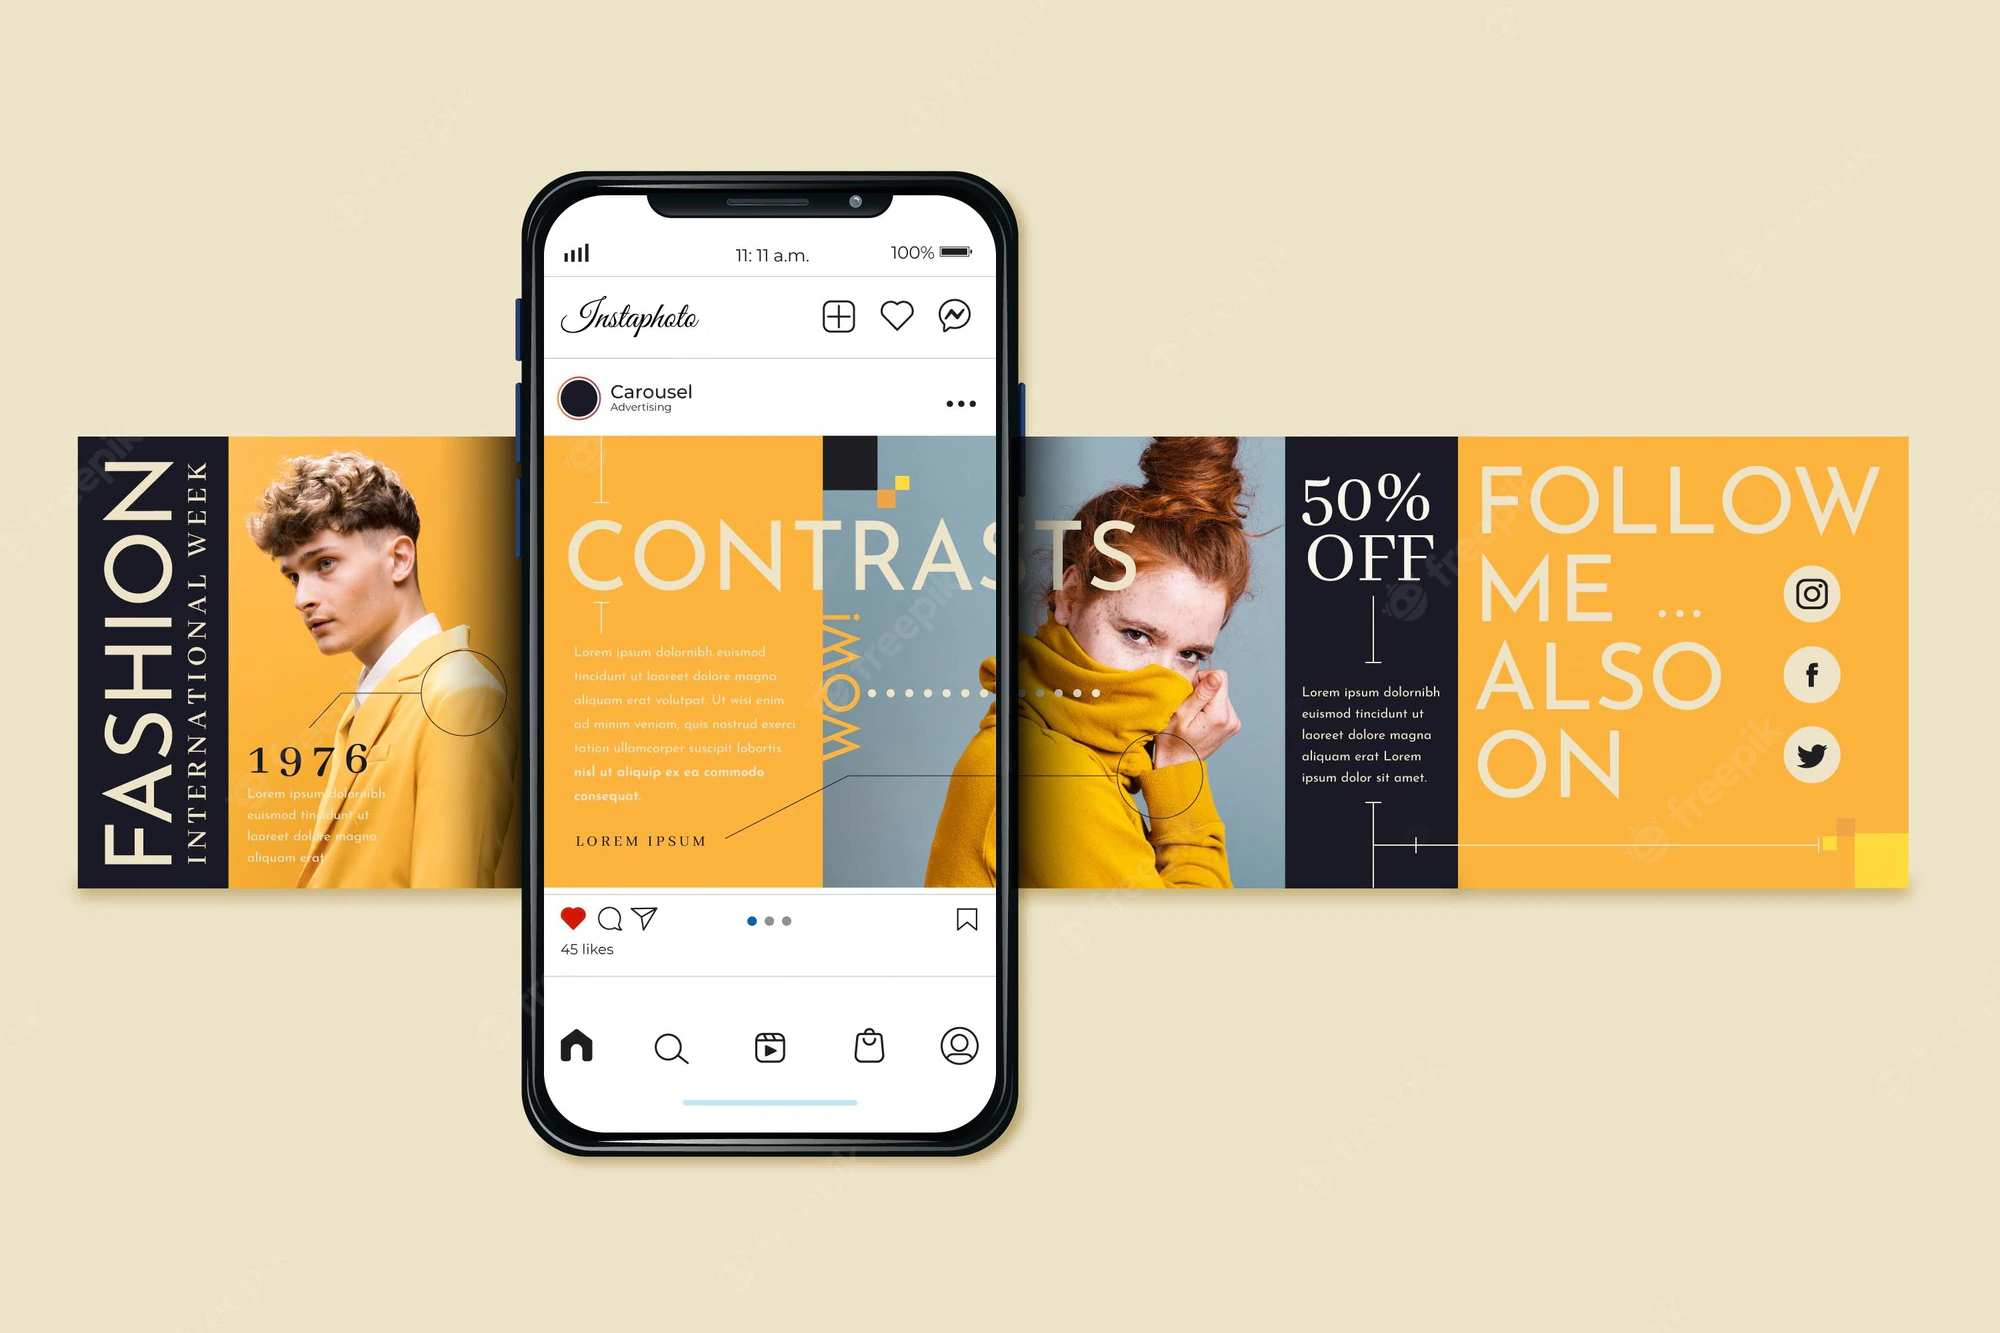 FASHION
INTERNATIONAL WEEK
1976
Lorem ipsum dolornibh
euismod tincidunt ut
laoreet dolore magna
aliquam erat
11:11 a.m.
100%
Instaphoto
Carousel
Advertising
CONTRASTS
Lorem ipsum dolornibh euismod
tincidunt ut laoreet dolore magna
aliquam erat volutpat. Ut wisi enim
ad minim veniam, quis nostrud exerci
tation ullamcorper suscipit lobortis
nisl ut aliquip ex ea commodo
consequat.
LOREM IPSUM
WOW!
45 likes
50%
OFF
Lorem ipsum dolornibh
euismod tincidunt ut
laoreet dolore magna
aliquam erat Lorem
ipsum dolor sit amet.
FOLLOW
ME ...
ALSO
ON
f
freepik